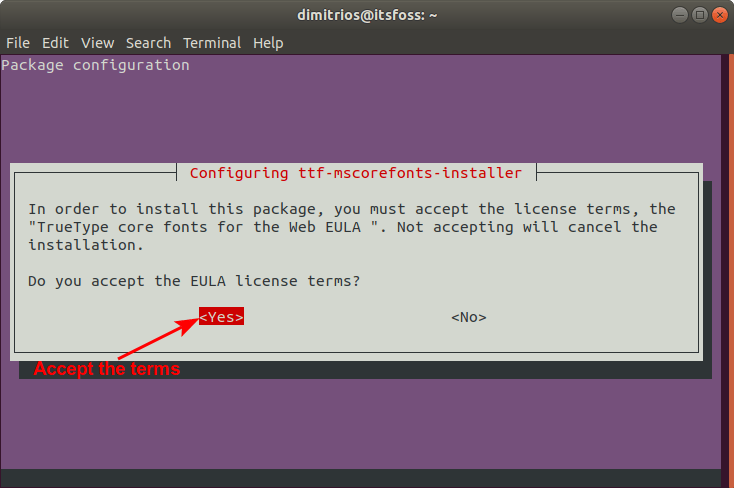 dimitrios@itsfoss: ~
File Edit View Search Terminal Help
Package configuration
Configuring ttf-mscorefonts-installer
In order to install this package, you must accept the license terms, the
"TrueType core fonts for the Web EULA ". Not accepting will cancel the
installation.
Do you accept the EULA license terms?
<Yes> <No>
Accept the terms